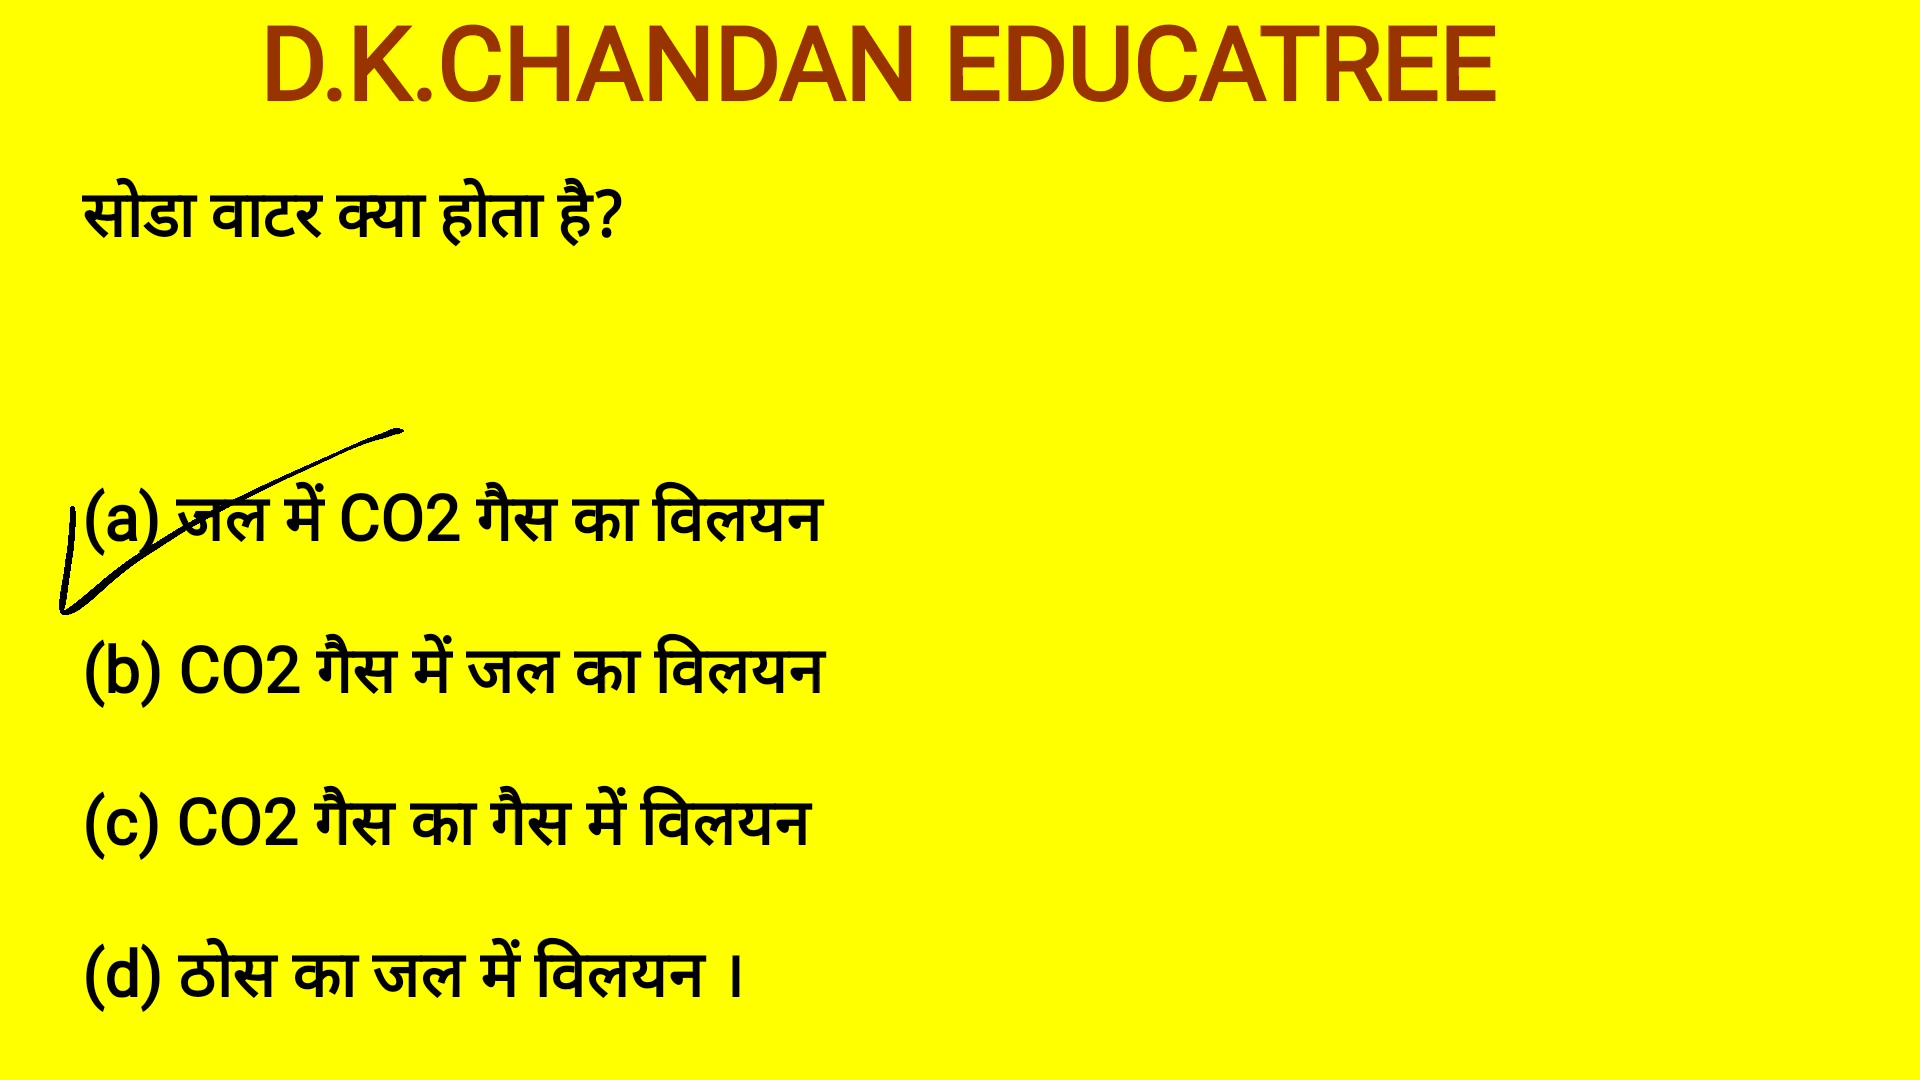 D.K.CHANDAN EDUCATREE
सोडा वाटर क्या होता है?
(a) जल में CO2 गैस का विलयन
(b) CO2 गैस में जल का विलयन
(c) CO2 गैस का गैस में विलयन
(d) ठोस का जल में विलयन ।